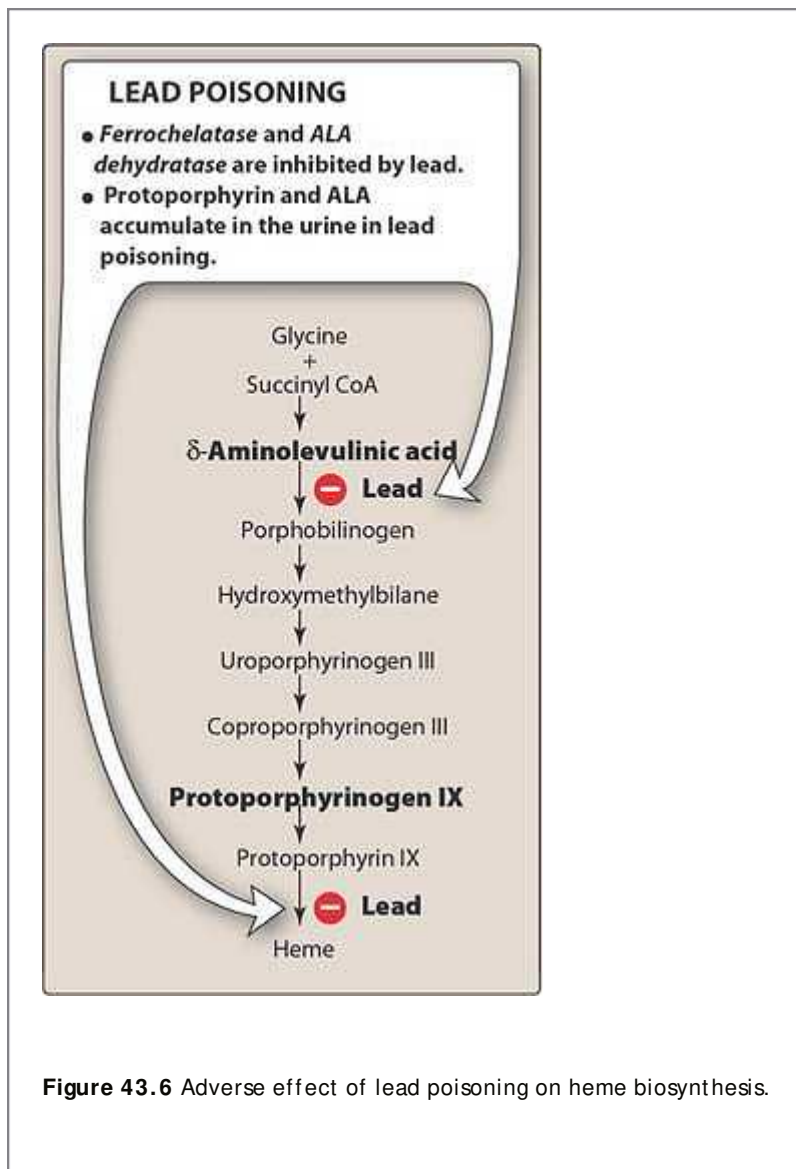 LEAD POISONING
• Ferrochelatase and ALA
dehydratase are inhibited by lead.
• Protoporphyrin and ALA
accumulate in the urine in lead
poisoning.
Glycine
+
Succinyl CoA
δ-Aminolevulinic acid
Lead
Porphobilinogen
Hydroxymethylbilane
Uroporphyrinogen III
Coproporphyrinogen III
Protoporphyrinogen IX
Protoporphyrin IX
Lead
Heme
Figure 43.6 Adverse effect of lead poisoning on heme biosynthesis.